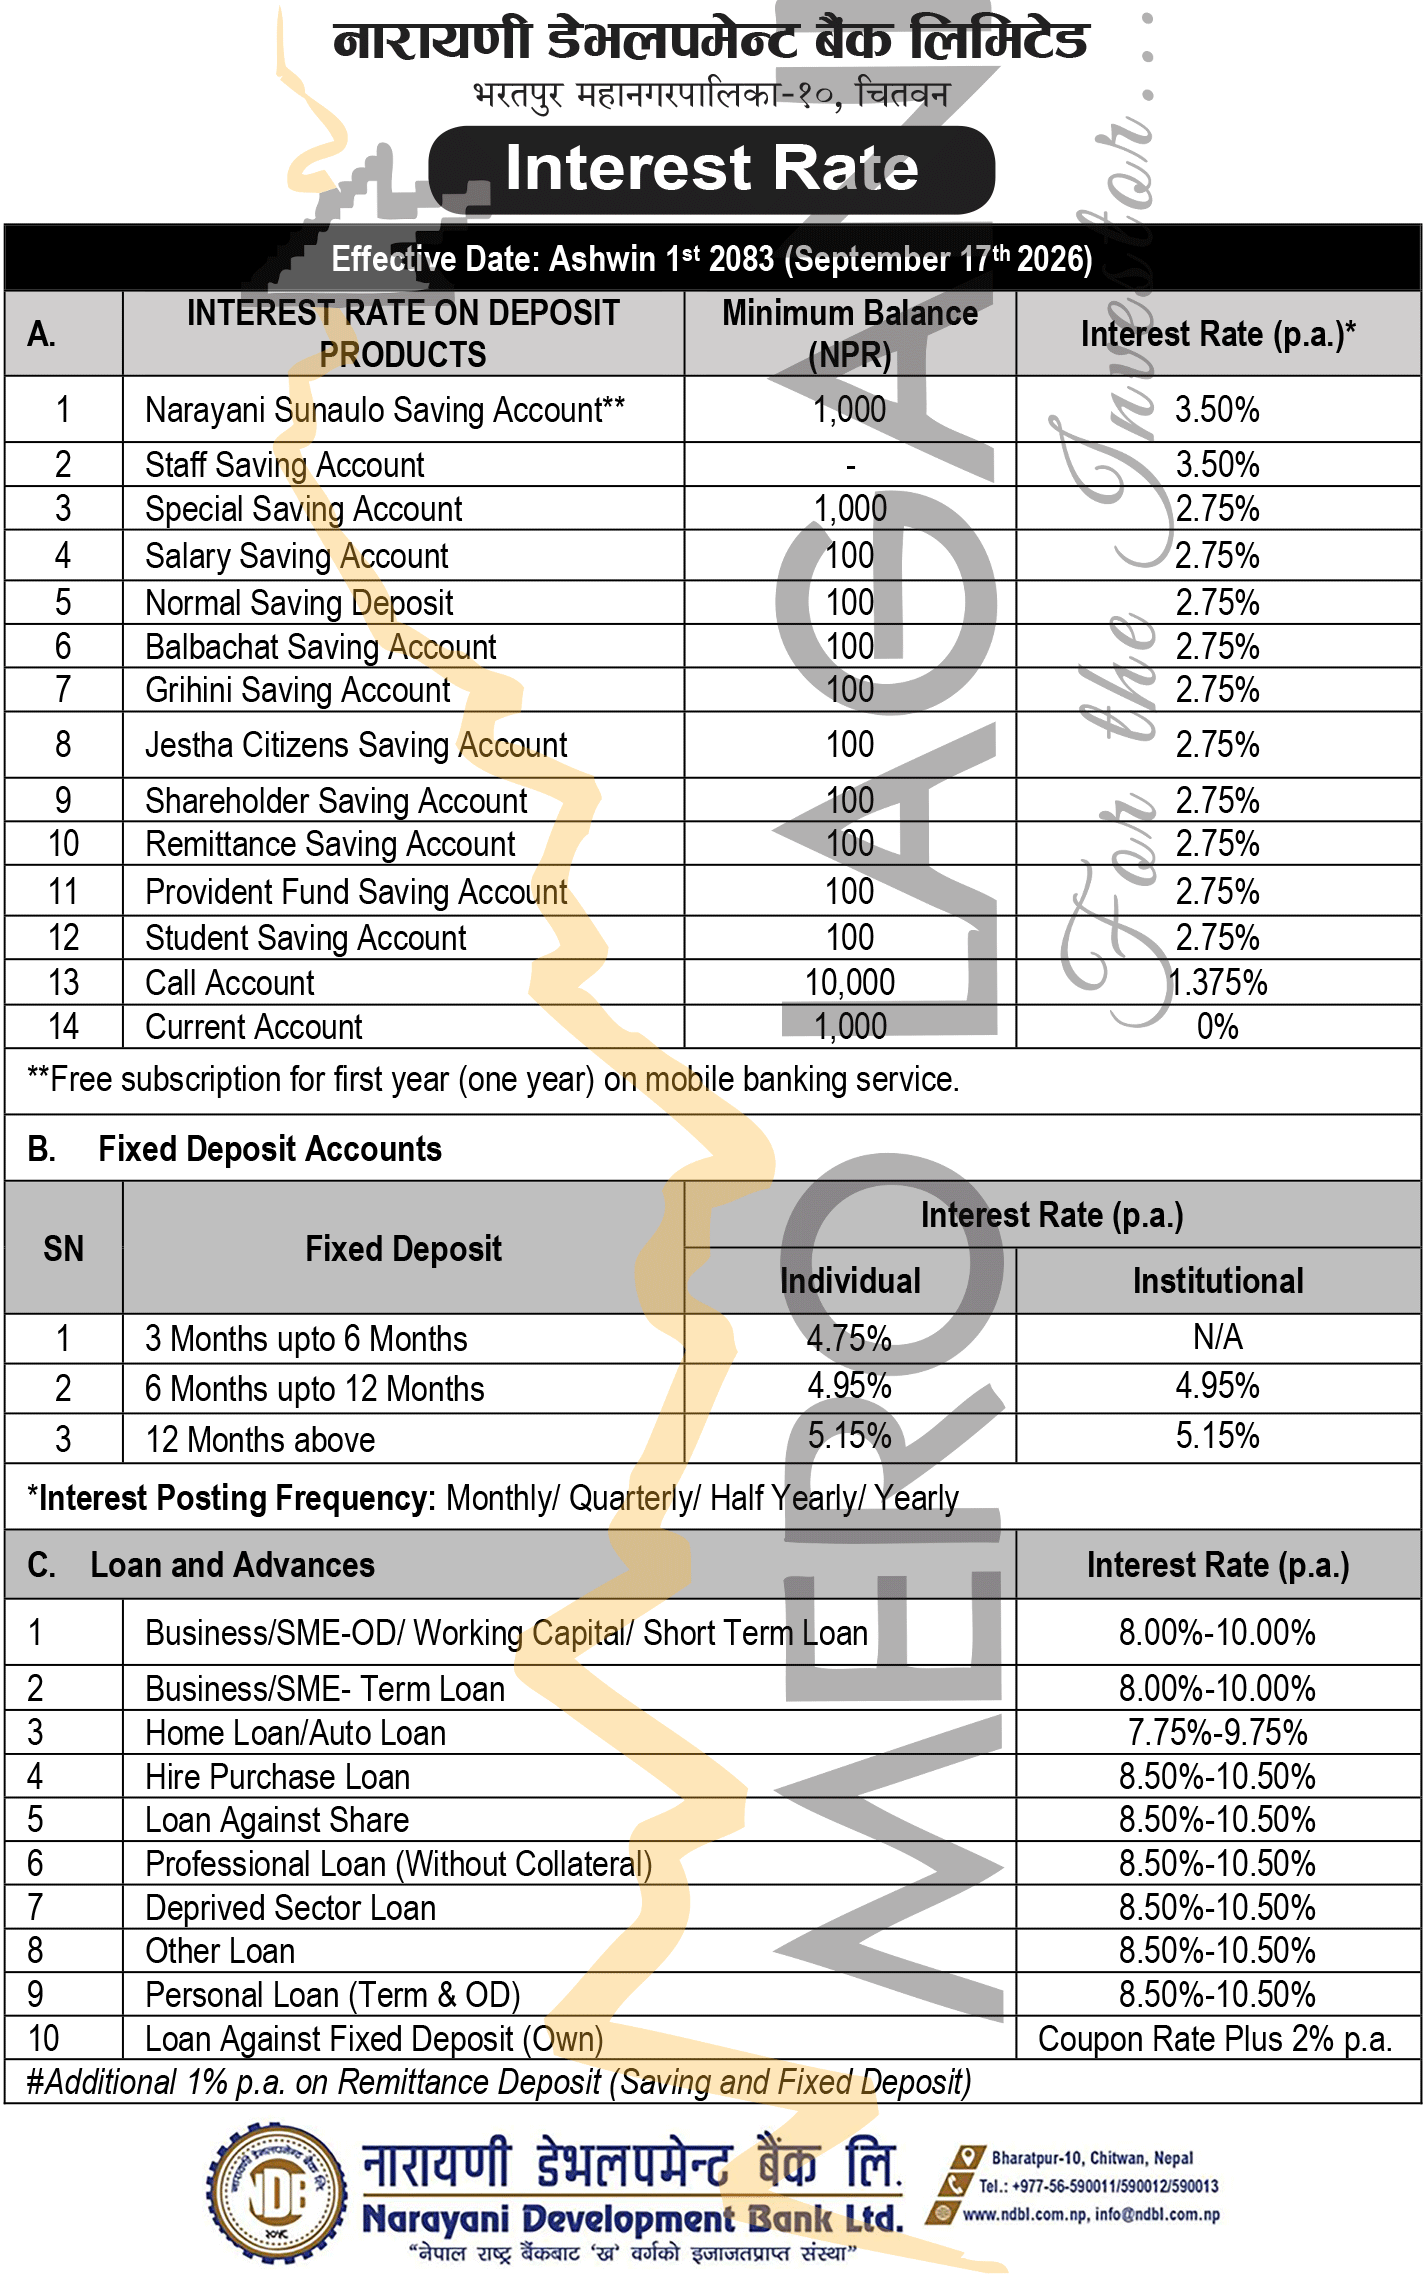 नारायणी डेभलपमेन्ट बैंक लिमिटेड
भरतपुर महानगरपालिका-१०, चितवन
Interest Rate
Effective Date: Ashwin 1st 2083 (September 17th 2026)
A. INTEREST RATE ON DEPOSIT PRODUCTS Minimum Balance (NPR) Interest Rate (p.a.)*
1 Narayani Sunaulo Saving Account** 1,000 3.50%
2 Staff Saving Account - 3.50%
3 Special Saving Account 1,000 2.75%
4 Salary Saving Account 100 2.75%
5 Normal Saving Deposit 100 2.75%
6 Balbachat Saving Account 100 2.75%
7 Grihini Saving Account 100 2.75%
8 Jestha Citizens Saving Account 100 2.75%
9 Shareholder Saving Account 100 2.75%
10 Remittance Saving Account 100 2.75%
11 Provident Fund Saving Account 100 2.75%
12 Student Saving Account 100 2.75%
13 Call Account 10,000 1.375%
14 Current Account 1,000 0%
**Free subscription for first year (one year) on mobile banking service.
B. Fixed Deposit Accounts
SN Fixed Deposit Interest Rate (p.a.)
Individual Institutional
1 3 Months upto 6 Months 4.75% N/A
2 6 Months upto 12 Months 4.95% 4.95%
3 12 Months above 5.15% 5.15%
*Interest Posting Frequency: Monthly/ Quarterly/ Half Yearly/ Yearly
C. Loan and Advances Interest Rate (p.a.)
1 Business/SME-OD/ Working Capital/ Short Term Loan 8.00%-10.00%
2 Business/SME- Term Loan 8.00%-10.00%
3 Home Loan/Auto Loan 7.75%-9.75%
4 Hire Purchase Loan 8.50%-10.50%
5 Loan Against Share 8.50%-10.50%
6 Professional Loan (Without Collateral) 8.50%-10.50%
7 Deprived Sector Loan 8.50%-10.50%
8 Other Loan 8.50%-10.50%
9 Personal Loan (Term & OD) 8.50%-10.50%
10 Loan Against Fixed Deposit (Own) Coupon Rate Plus 2% p.a.
#Additional 1% p.a. on Remittance Deposit (Saving and Fixed Deposit)
MERO LAGANI
For the Investor...
नारायणी डेभलपमेन्ट बैंक लि
NDB
२०५८
नारायणी डेभलपमेन्ट बैंक लि.
Narayani Development Bank Ltd.
“नेपाल राष्ट्र बैंकबाट ‘ख’ वर्गको इजाजतप्राप्त संस्था”
Bharatpur-10, Chitwan, Nepal
Tel.: +977-56-590011/590012/590013
www.ndbl.com.np, info@ndbl.com.np